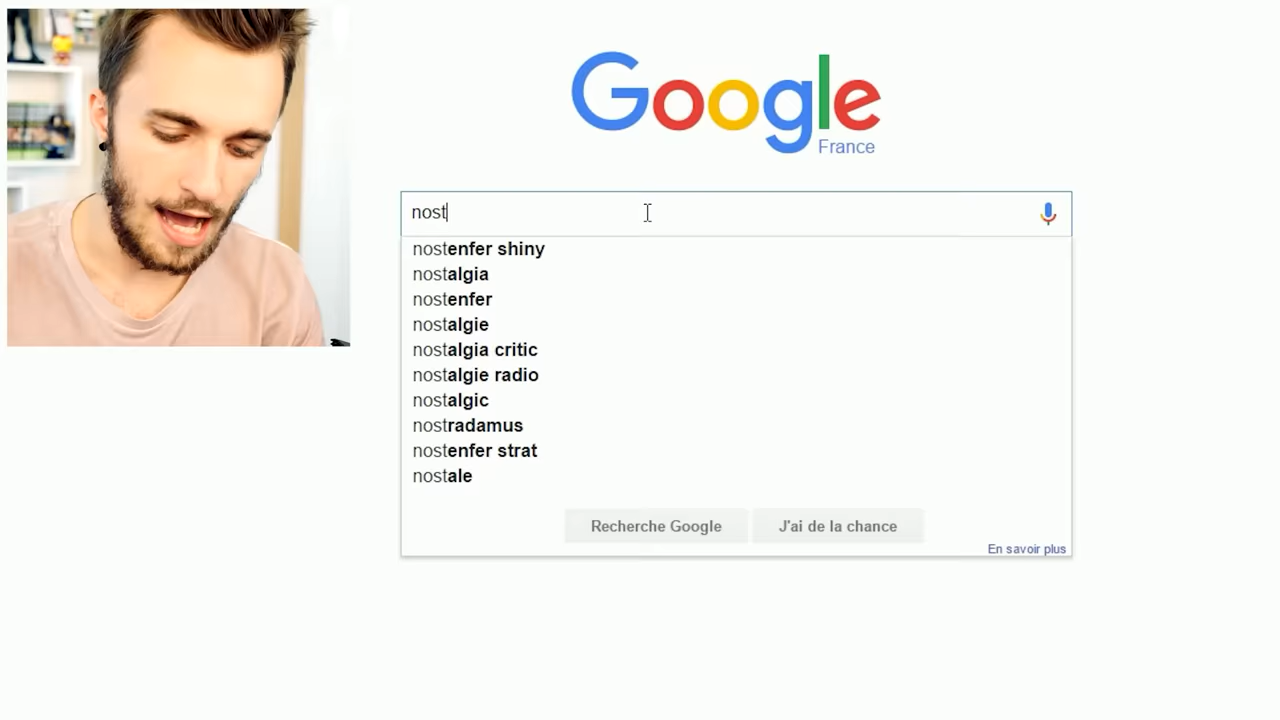 Google
France
nost
nostenfer shiny
nostalgia
nostenfer
nostalgie
nostalgia critic
nostalgie radio
nostalgic
nostradamus
nostenfer strat
nostale
Recherche Google
J'ai de la chance
En savoir plus